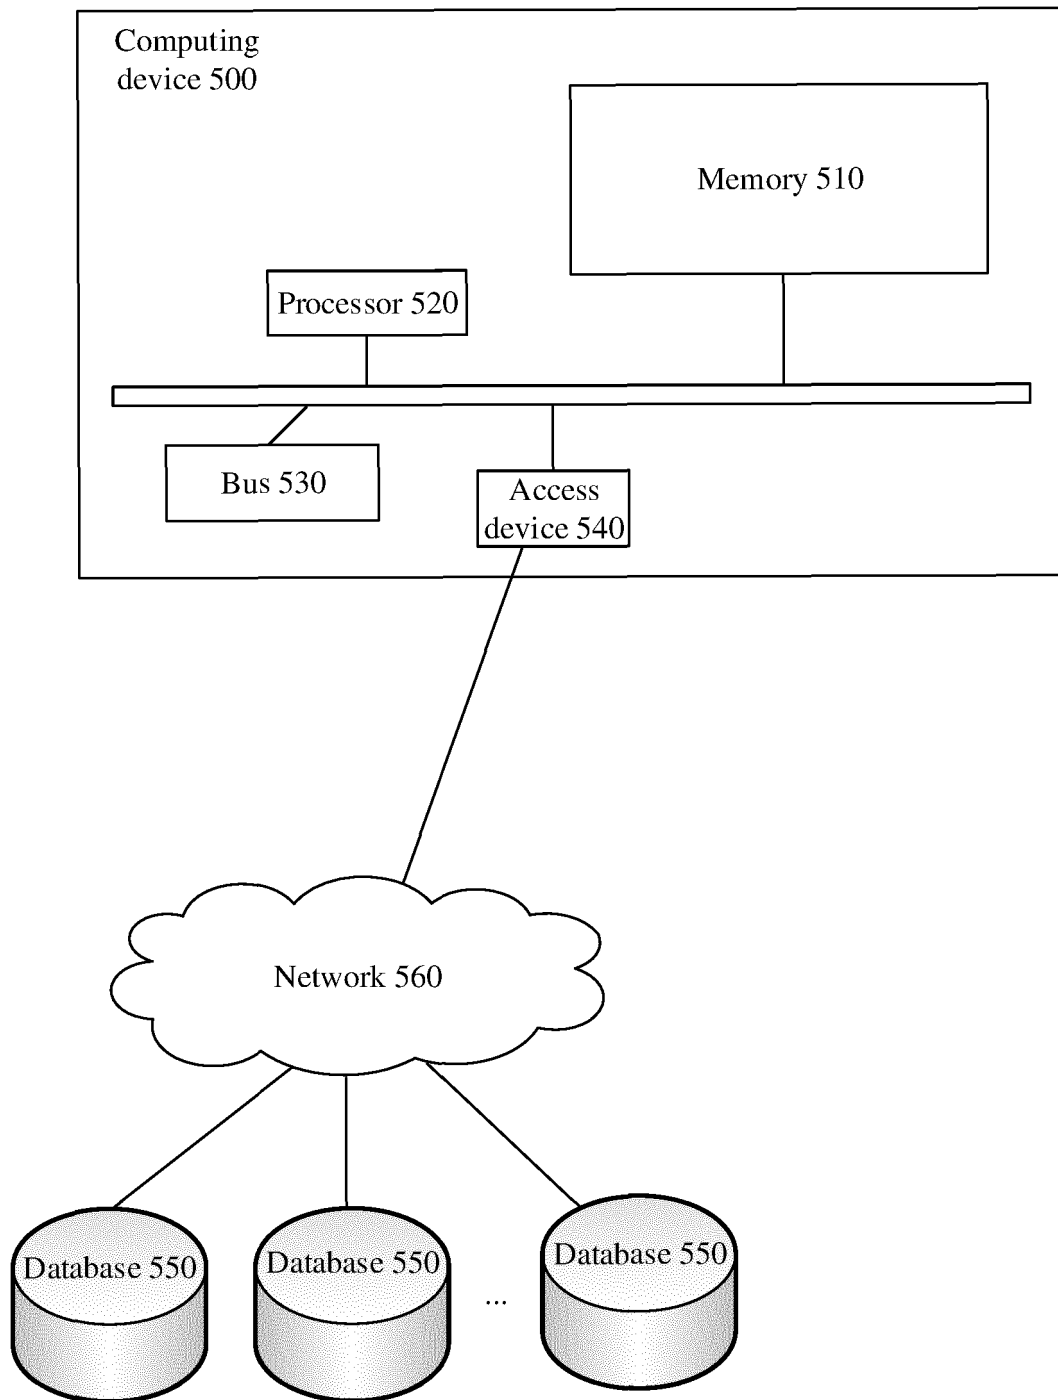 Computing
device 500
Memory 510
Processor 520
Bus 530
Access
device 540
Network 560
Database 550
Database 550
...
Database 550